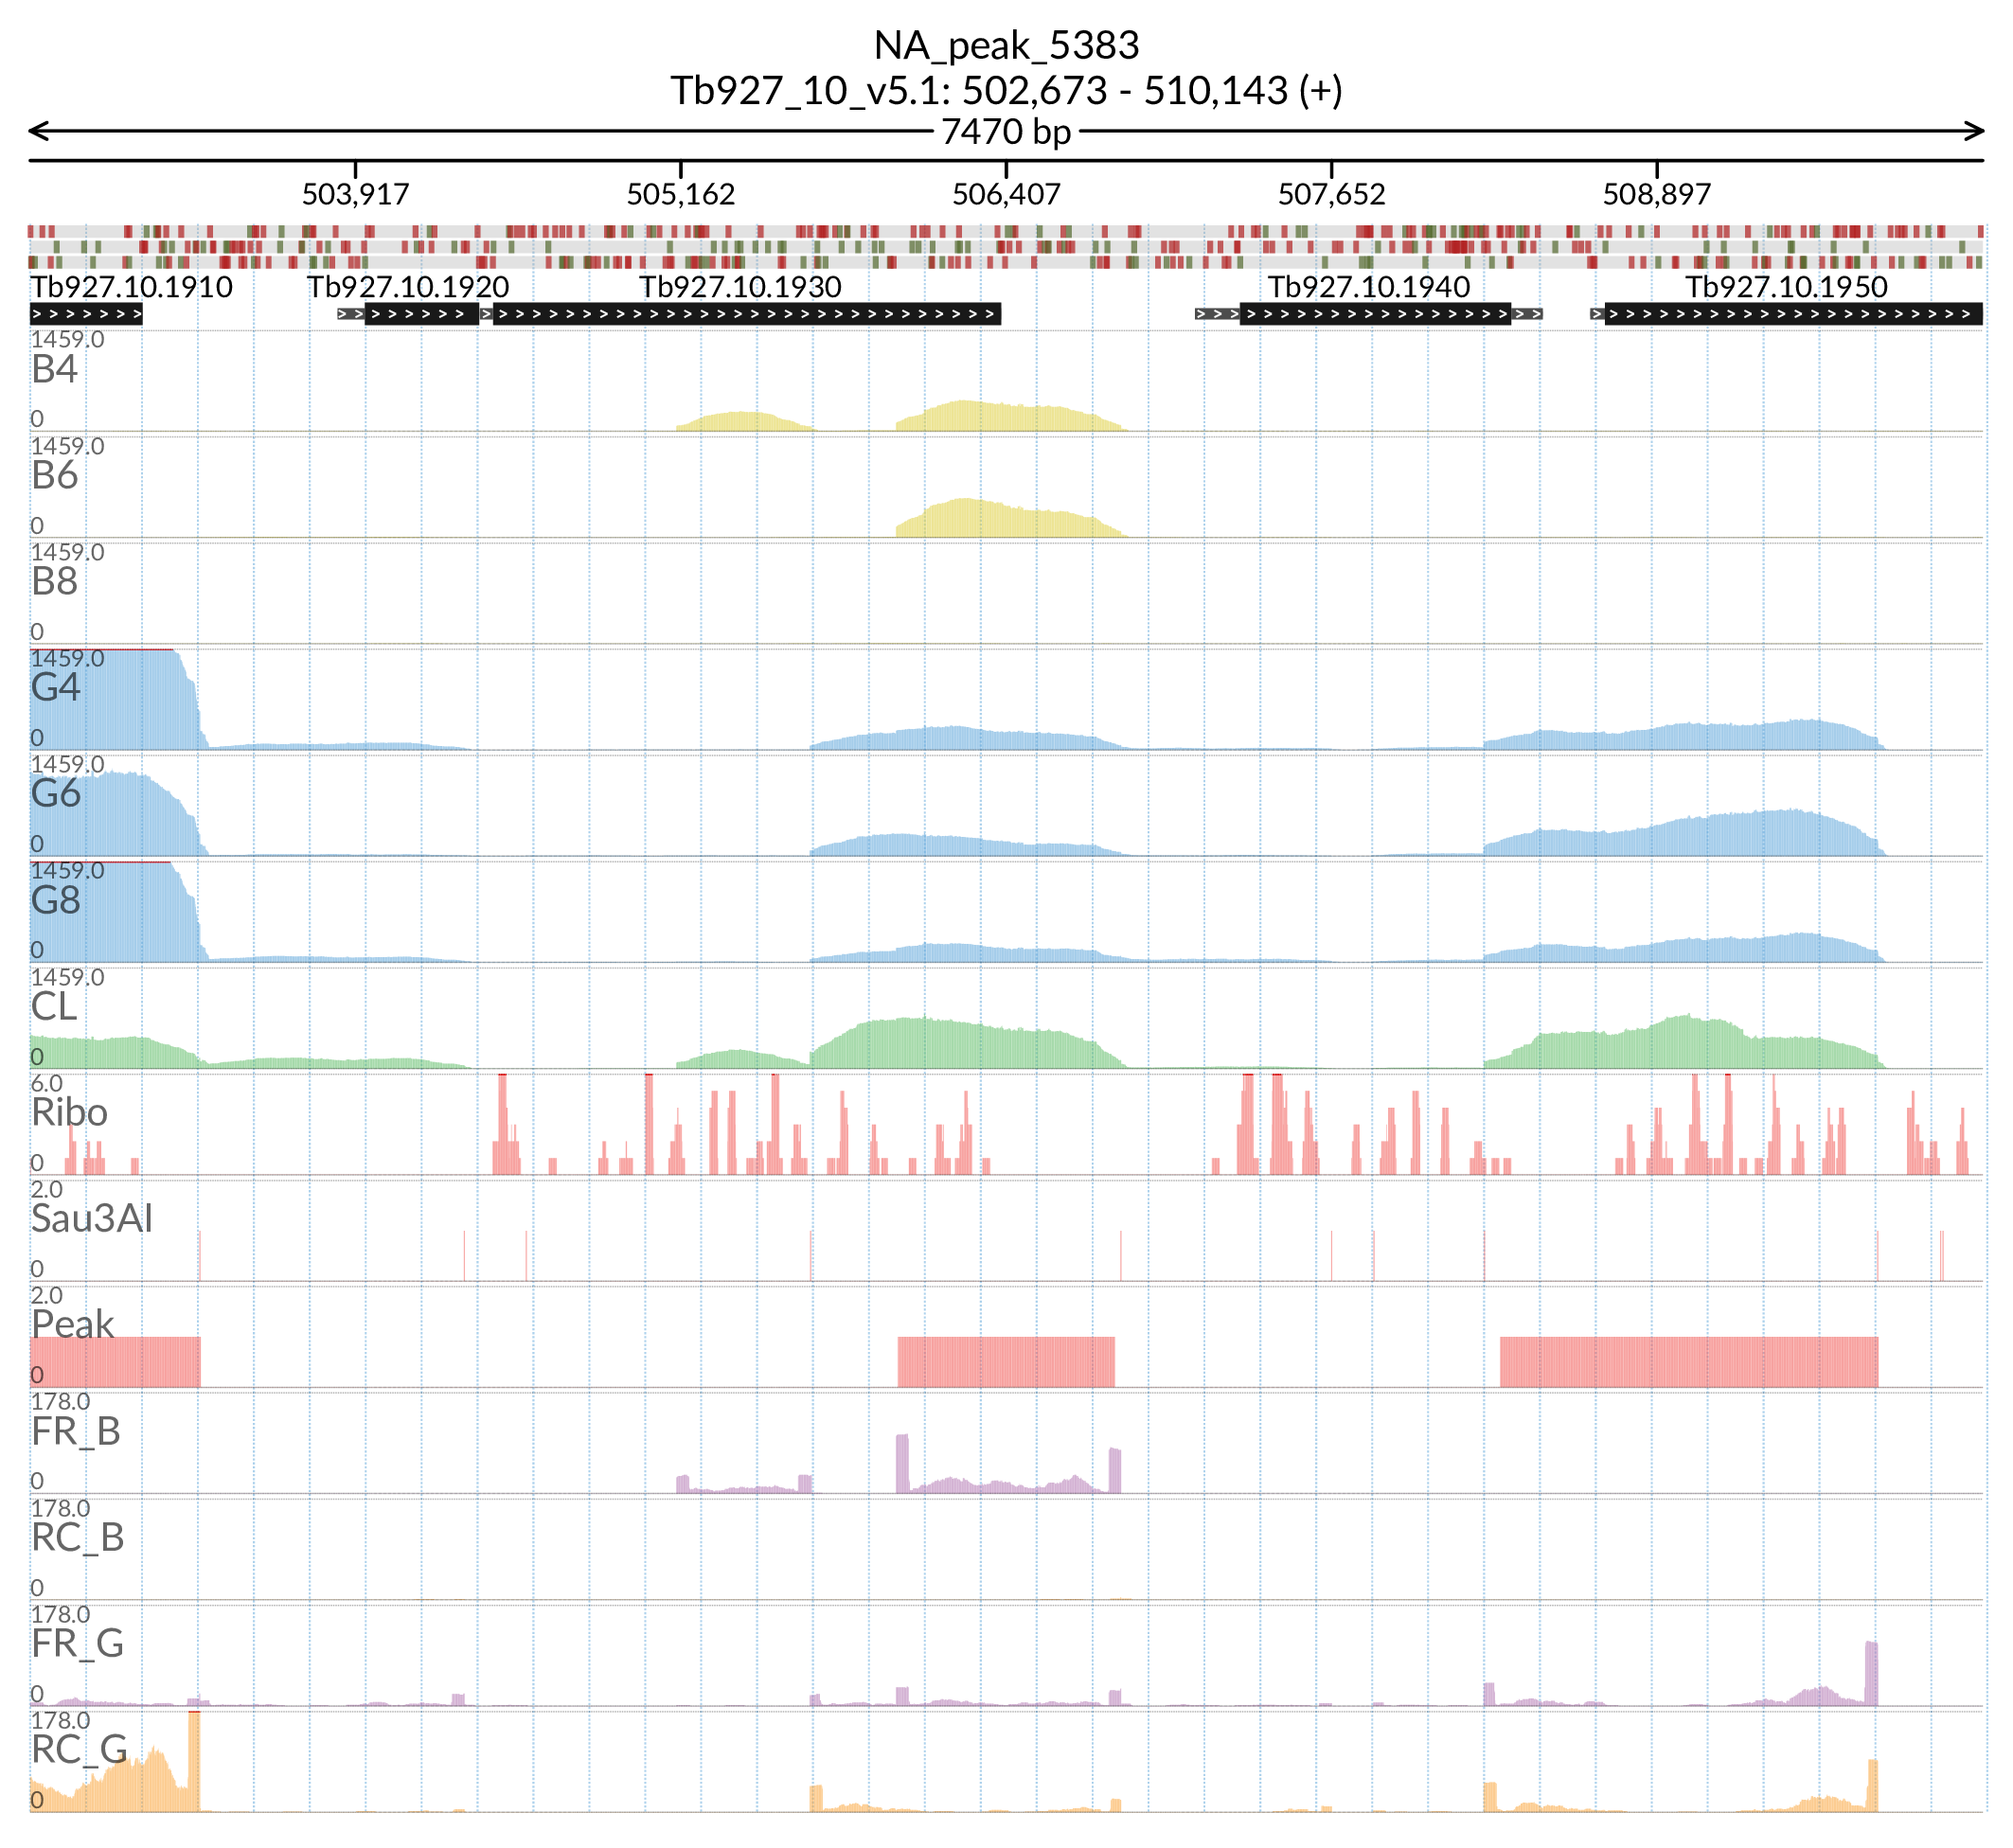 NA_peak_5383
Tb927_10_v5.1: 502,673 - 510,143 (+)
7470 bp
503,917 505,162 506,407 507,652 508,897
Tb927.10.1910 Tb927.10.1920 Tb927.10.1930 Tb927.10.1940 Tb927.10.1950
1459.0
B4
0
1459.0
B6
0
1459.0
B8
0
1459.0
G4
0
1459.0
G6
0
1459.0
G8
0
1459.0
CL
0
6.0
Ribo
0
2.0
Sau3AI
0
2.0
Peak
0
178.0
FR_B
0
178.0
RC_B
0
178.0
FR_G
0
178.0
RC_G
0